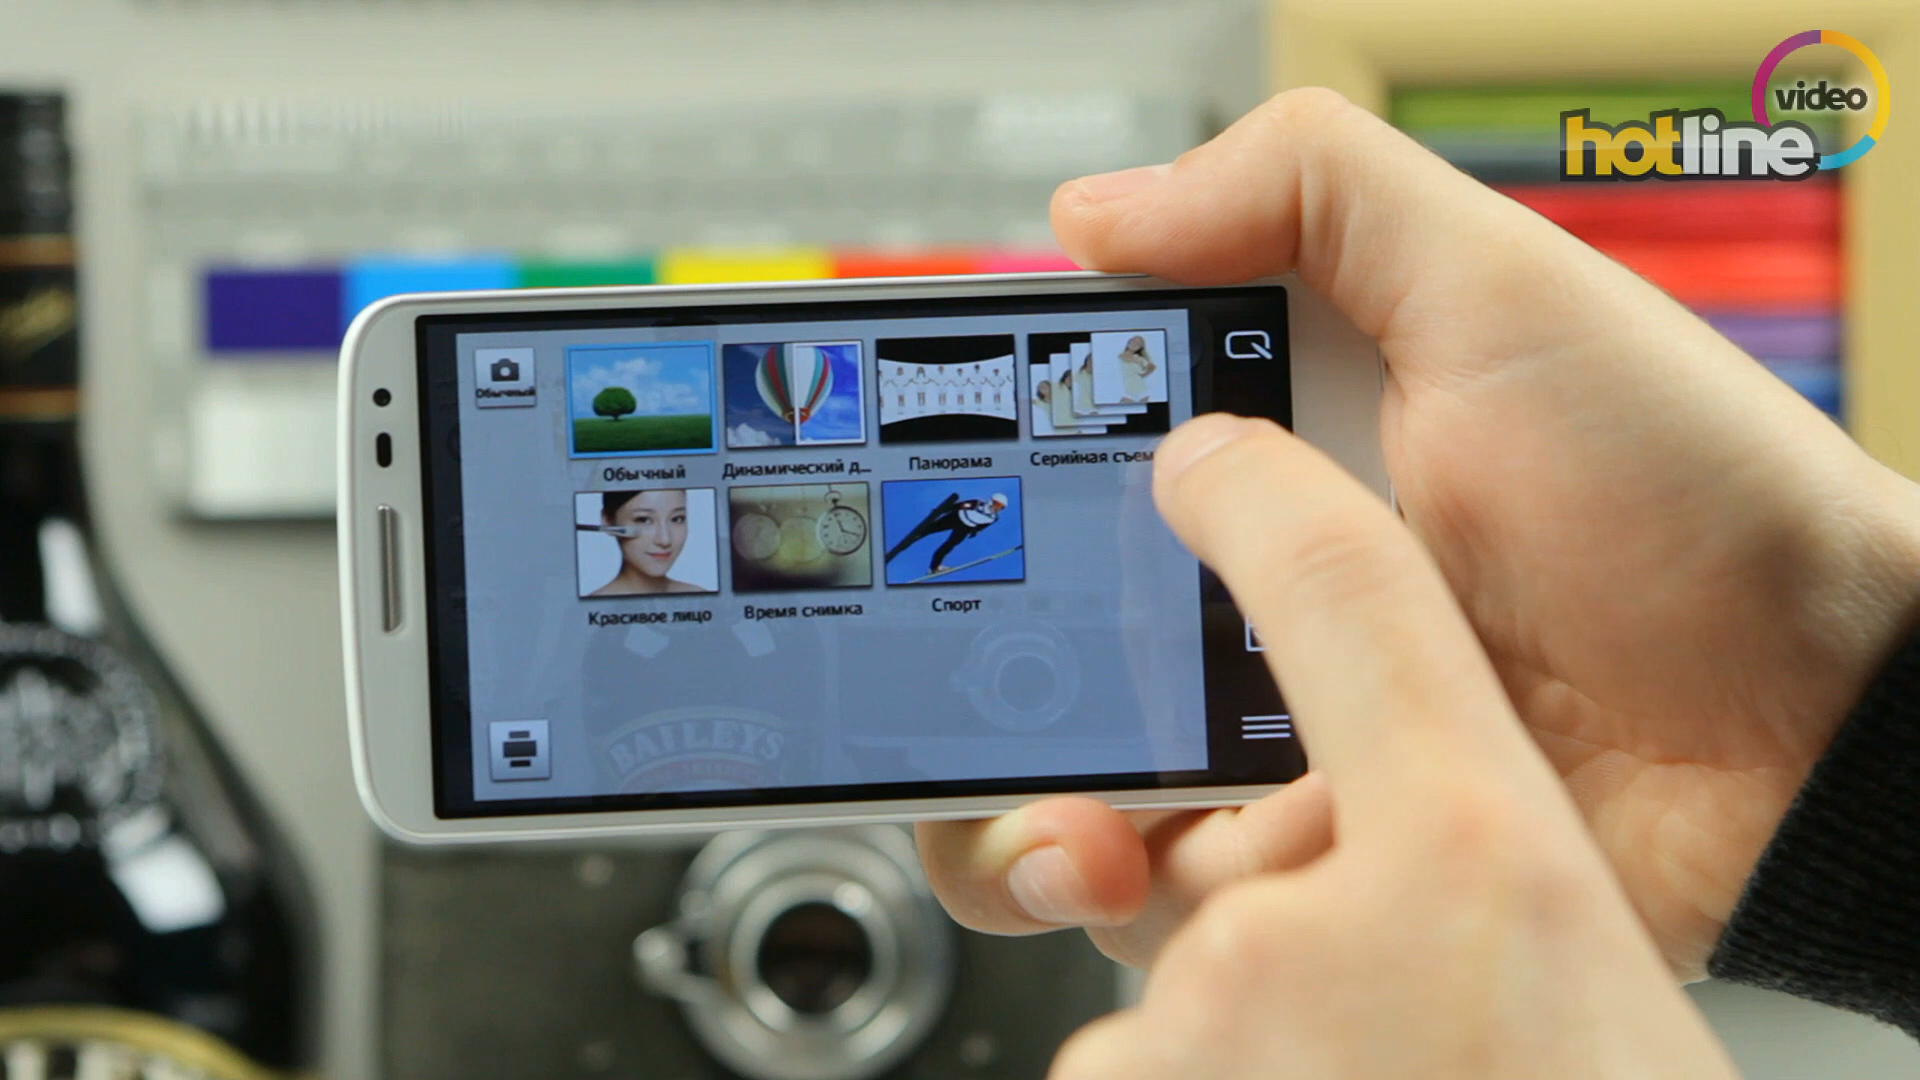 video
hotline
Обычный
Обычный
Динамический д...
Панорама
Серийная съем
Красивое лицо
Время снимка
Спорт
BAILEYS